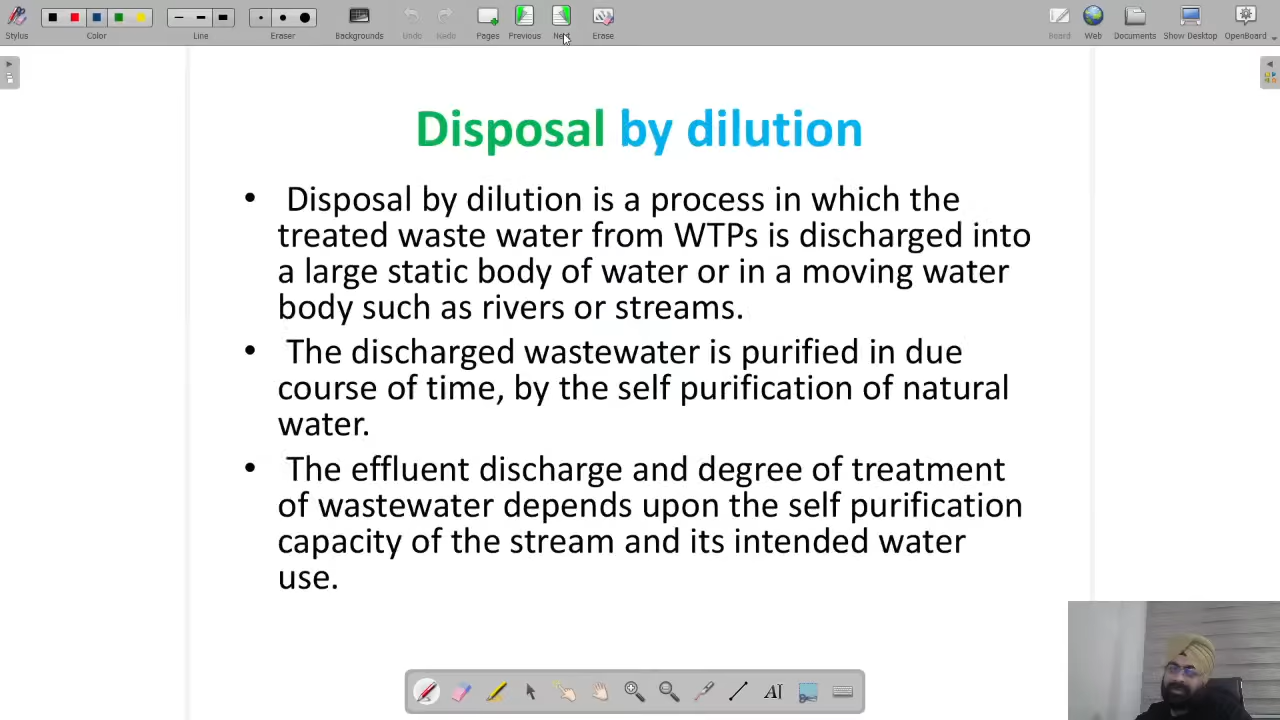 Stylus
Color
Line
Eraser
Backgrounds
Undo
Redo
Pages
Previous
Next
Erase
Board
Web
Documents
Show Desktop
OpenBoard
Disposal by dilution
• Disposal by dilution is a process in which the
treated waste water from WTPs is discharged into
a large static body of water or in a moving water
body such as rivers or streams.
• The discharged wastewater is purified in due
course of time, by the self purification of natural
water.
• The effluent discharge and degree of treatment
of wastewater depends upon the self purification
capacity of the stream and its intended water
use.